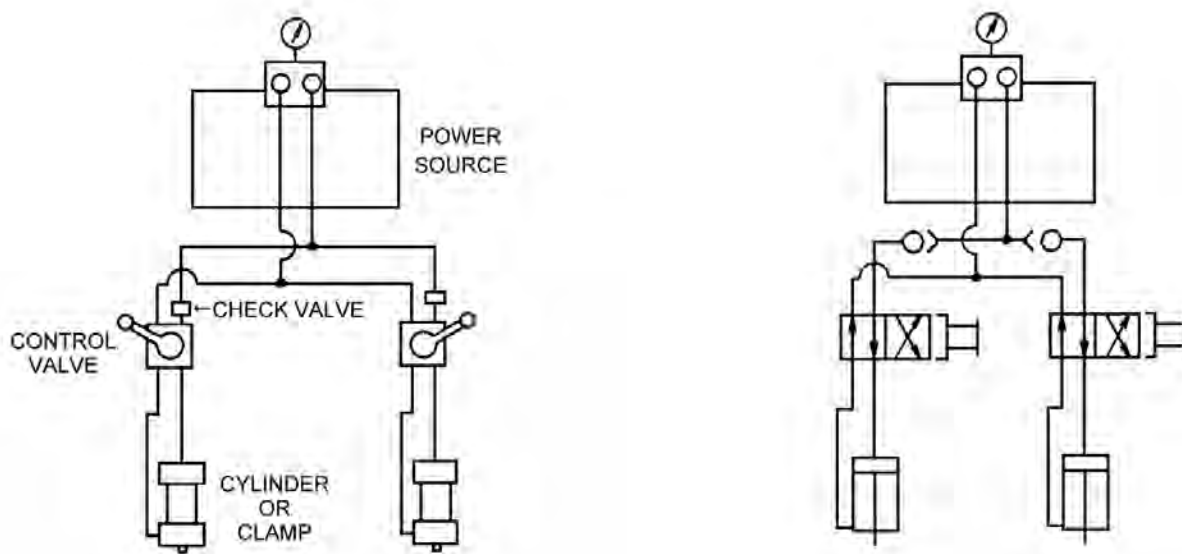 POWER
SOURCE
←CHECK VALVE
CONTROL
VALVE
CYLINDER
OR
CLAMP